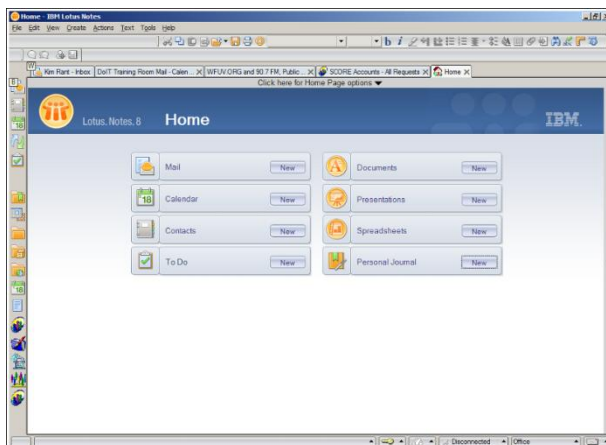 Home - IBM Lotus Notes
File Edit View Create Actions Text Tools Help
Kim Rant - Inbox DoIT Training Room Mail - Calen... WFUV.ORG and 90.7 FM, Public... SCORE Accounts - All Requests Home
Click here for Home Page options
Lotus. Notes. 8 Home IBM.
Mail New Documents New
Calendar New Presentations New
Contacts New Spreadsheets New
To Do New Personal Journal New
Disconnected Office